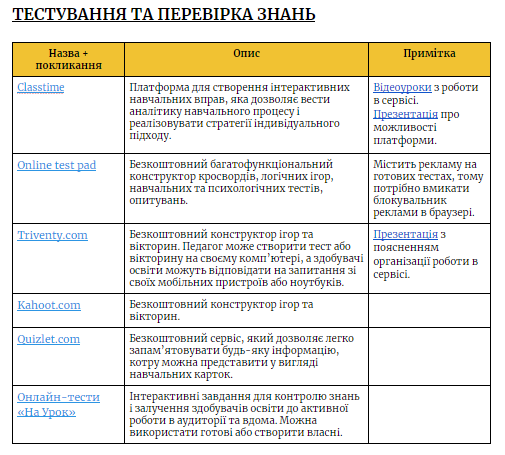 ТЕСТУВАННЯ ТА ПЕРЕВІРКА ЗНАНЬ
Назва +
покликання
Опис
Примітка
Classtime
Платформа для створення інтерактивних
навчальних вправ, яка дозволяє вести
аналітику навчального процесу і
реалізовувати стратегії індивідуального
підходу.
Відеоуроки з роботи
в сервісі.
Презентація про
можливості
платформи.
Online test pad
Безкоштовний багатофункціональний
конструктор кросвордів, логічних ігор,
навчальних та психологічних тестів,
опитувань.
Містить рекламу на
готових тестах, тому
потрібно вмикати
блокувальник
реклами в браузері.
Triventy.com
Безкоштовний конструктор ігор та
вікторин. Педагог може створити тест або
вікторину на своєму комп’ютері, а здобувачі
освіти можуть відповідати на запитання зі
своїх мобільних пристроїв або ноутбуків.
Презентація з
поясненням
організації роботи в
сервісі.
Kahoot.com
Безкоштовний конструктор ігор та
вікторин.
Quizlet.com
Безкоштовний сервіс, який дозволяє легко
запам’ятовувати будь-яку інформацію,
котру можна представити у вигляді
навчальних карток.
Онлайн-тести
«На Урок»
Інтерактивні завдання для контролю знань
і залучення здобувачів освіти до активної
роботи в аудиторії та вдома. Можна
використати готові або створити власні.